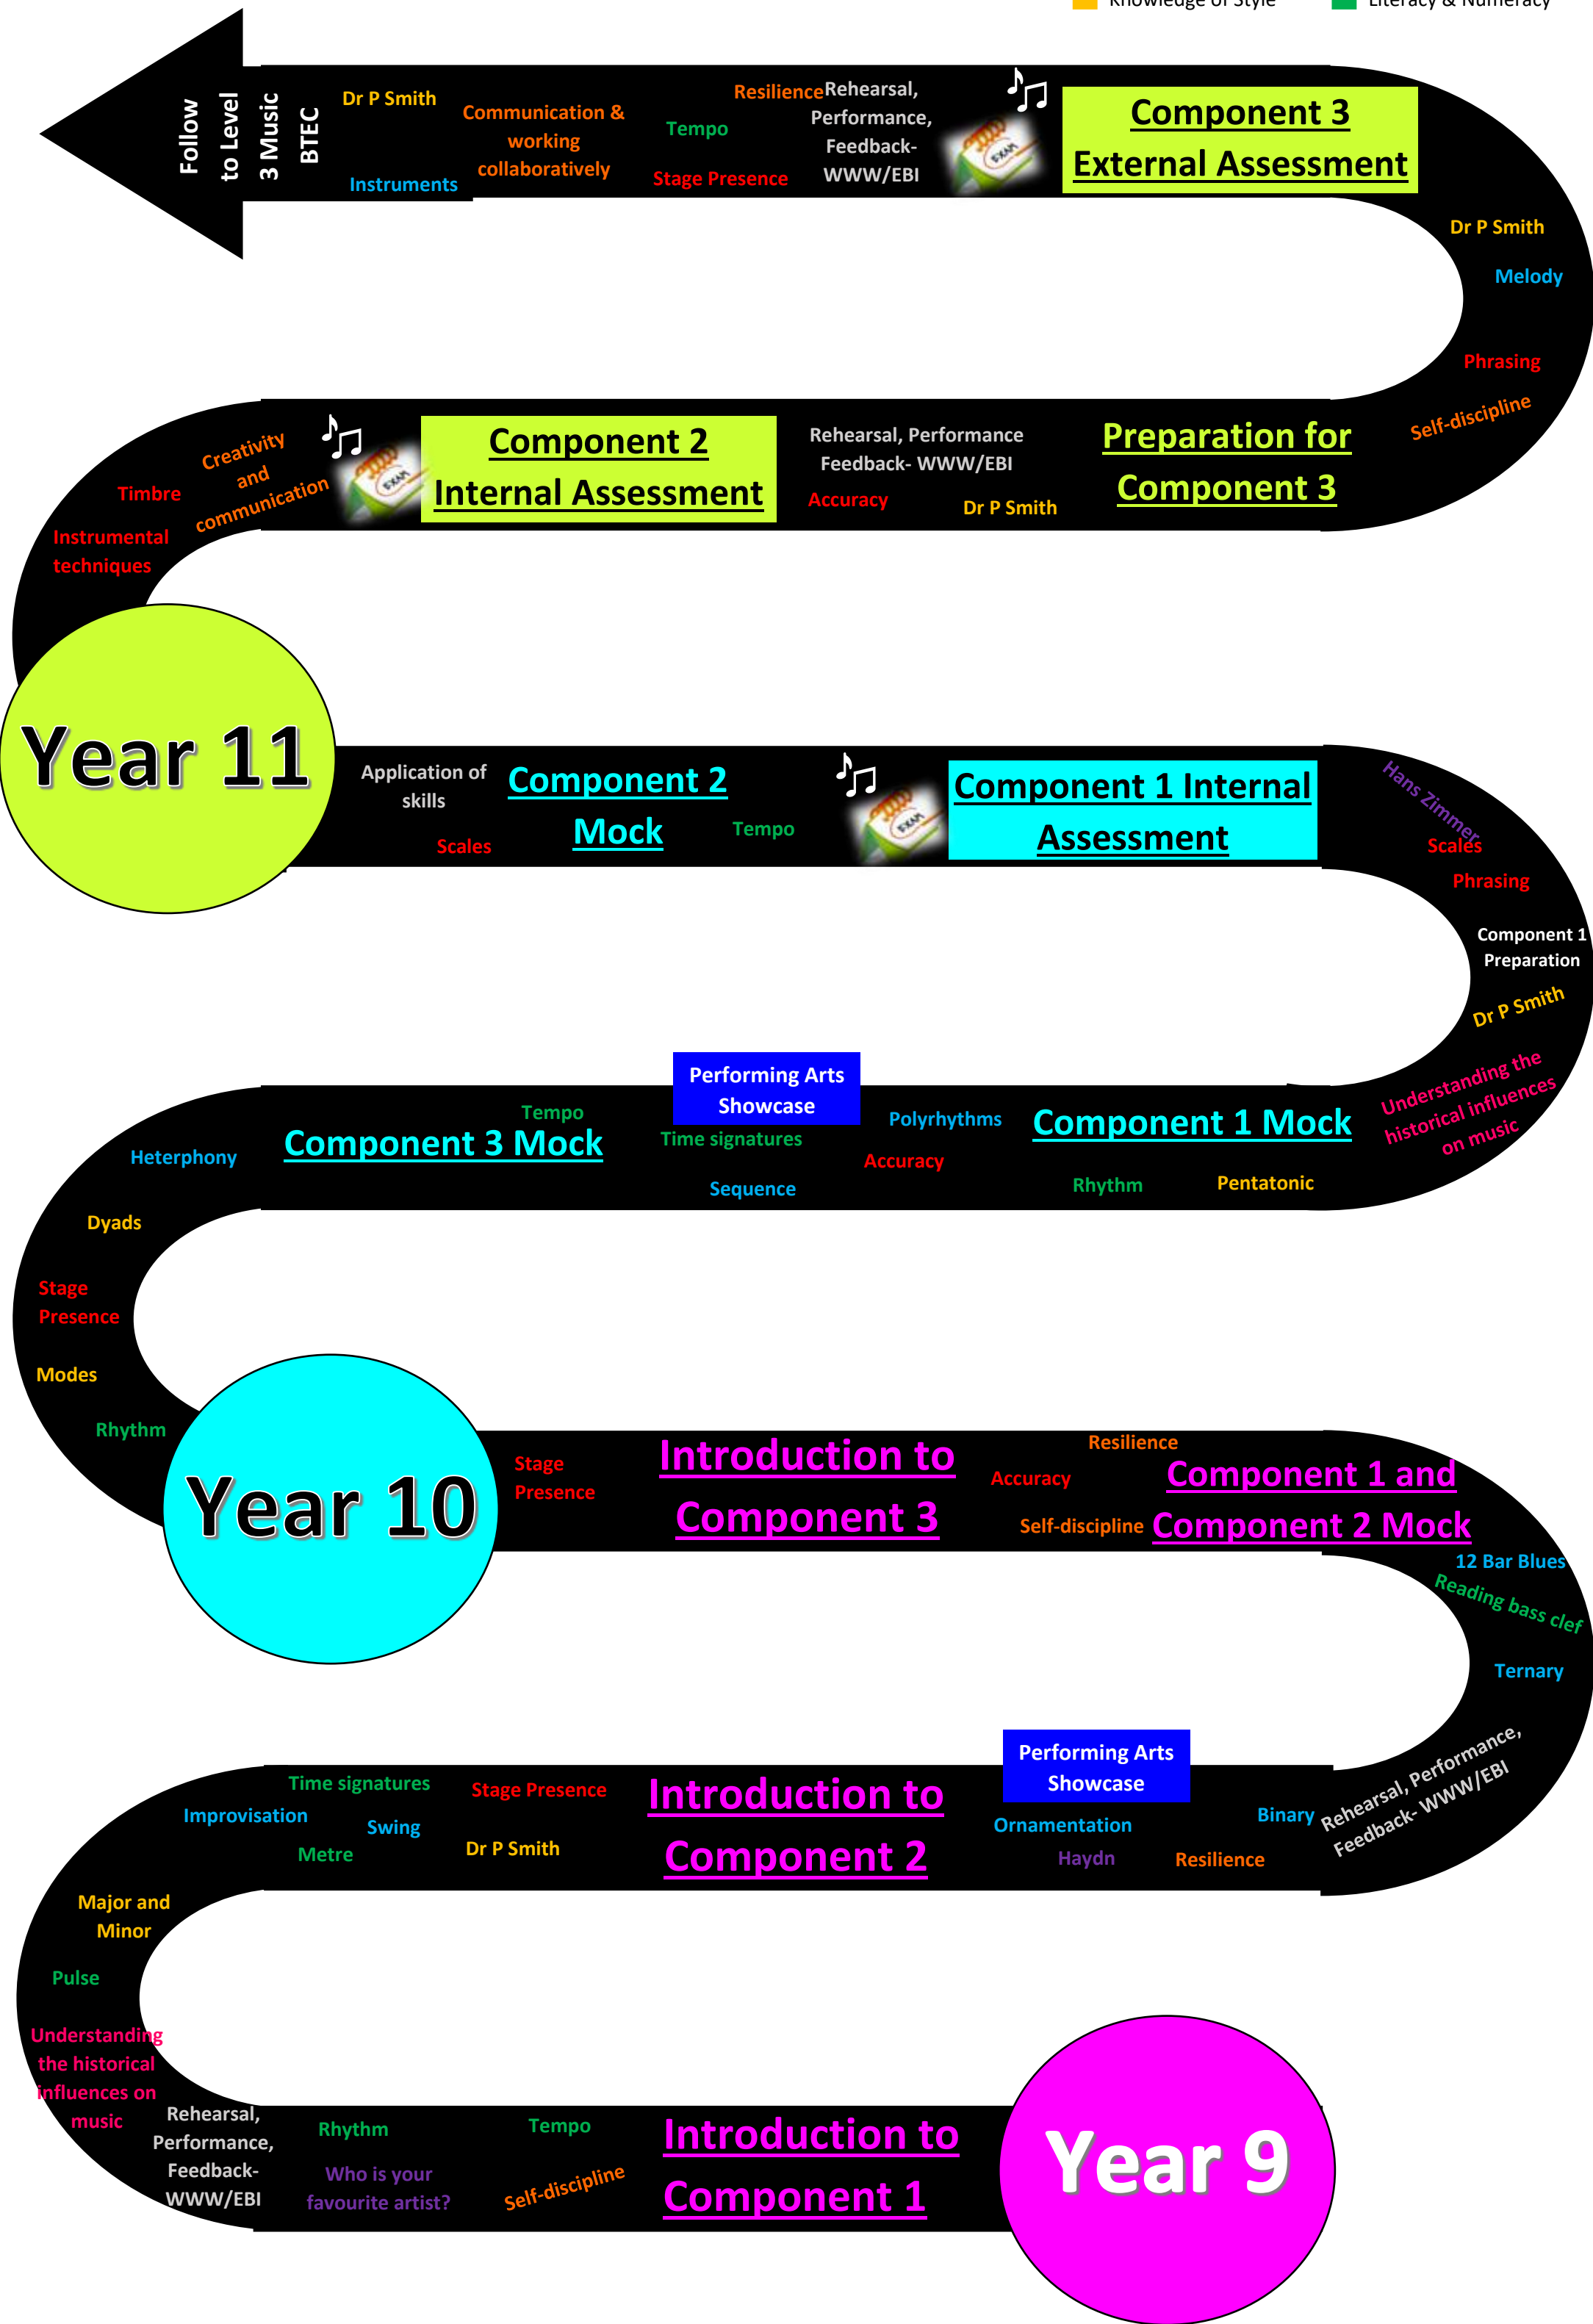 Knowledge of Style
Literacy & Numeracy
Follow
to Level
3 Music
BTEC
Dr P Smith
Instruments
Communication &
working
collaboratively
Resilience
Tempo
Stage Presence
Rehearsal,
Performance,
Feedback-
WWW/EBI
EXAM
Component 3
External Assessment
Dr P Smith
Melody
Phrasing
Self-discipline
Preparation for
Component 3
Rehearsal, Performance
Feedback- WWW/EBI
Accuracy
Dr P Smith
Component 2
Internal Assessment
EXAM
Creativity
and
communication
Timbre
Instrumental
techniques
Year 11
Application of
skills
Scales
Component 2
Mock
Tempo
EXAM
Component 1 Internal
Assessment
Hans Zimmer
Scales
Phrasing
Component 1
Preparation
Dr P Smith
Understanding the
historical influences
on music
Component 1 Mock
Pentatonic
Rhythm
Polyrhythms
Accuracy
Performing Arts
Showcase
Time signatures
Sequence
Tempo
Component 3 Mock
Heterphony
Dyads
Stage
Presence
Modes
Rhythm
Year 10
Stage
Presence
Introduction to
Component 3
Resilience
Accuracy
Self-discipline
Component 1 and
Component 2 Mock
12 Bar Blues
Reading bass clef
Ternary
Rehearsal, Performance,
Feedback- WWW/EBI
Performing Arts
Showcase
Ornamentation
Binary
Haydn
Resilience
Introduction to
Component 2
Time signatures
Stage Presence
Improvisation
Swing
Metre
Dr P Smith
Major and
Minor
Pulse
Understanding
the historical
influences on
music
Rehearsal,
Performance,
Feedback-
WWW/EBI
Rhythm
Tempo
Who is your
favourite artist?
Self-discipline
Introduction to
Component 1
Year 9